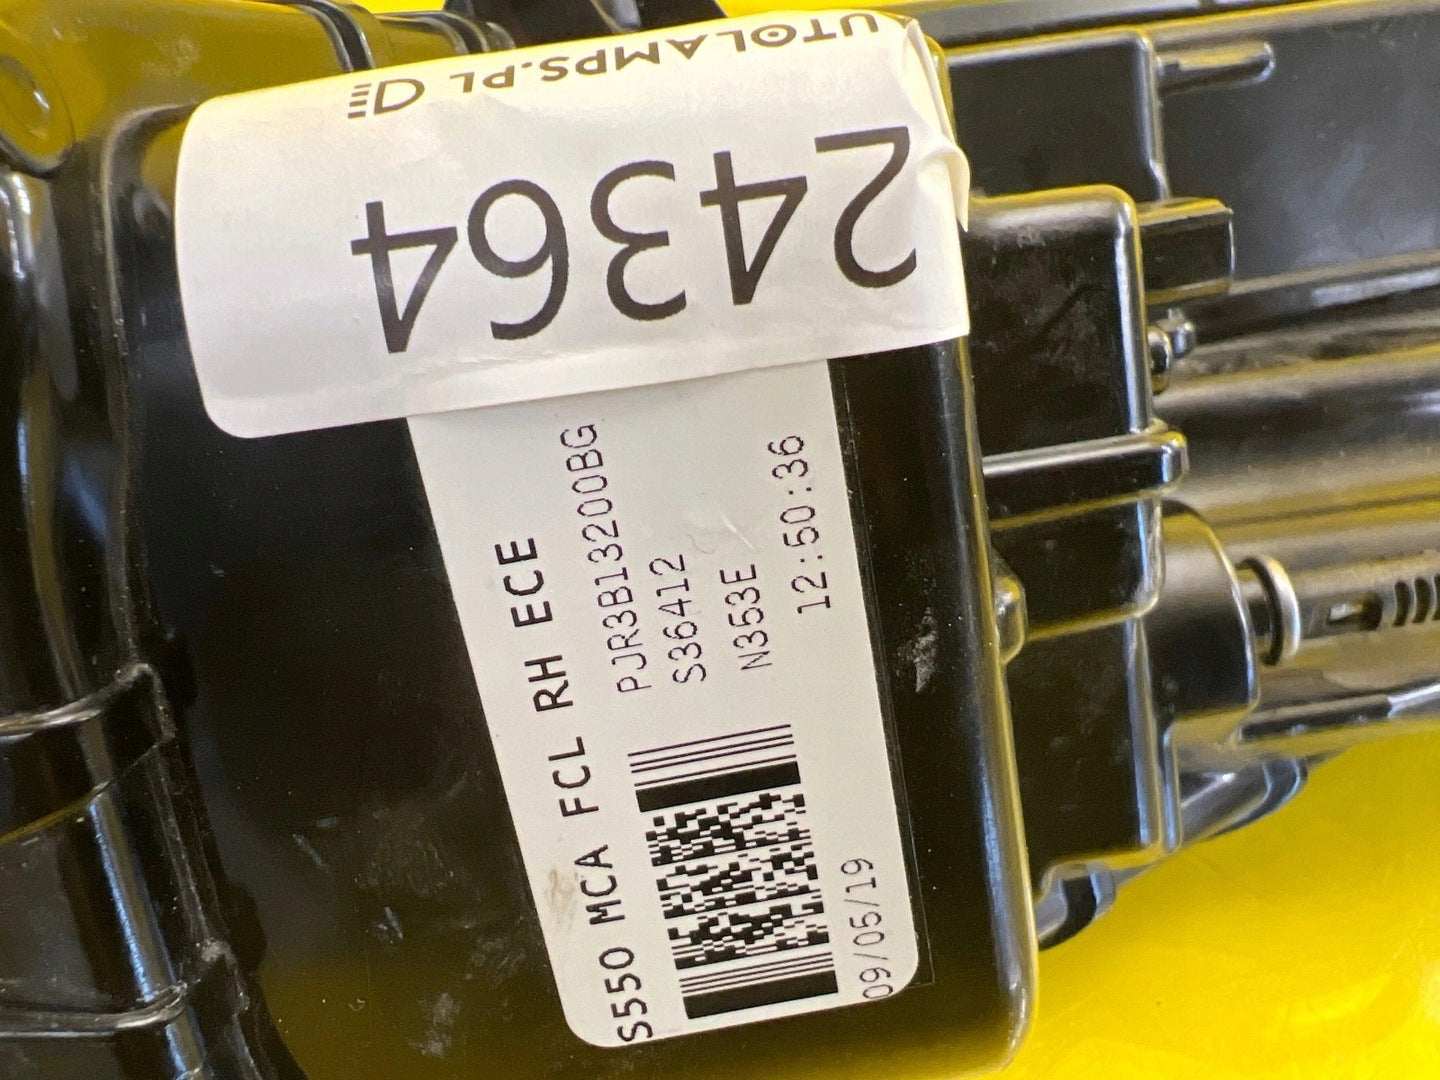 UTOLAMPS.PL
24364
S550 MCA FCL RH ECE
PJR3B13200BG
S36412
N353E
12:50:36
09/05/19